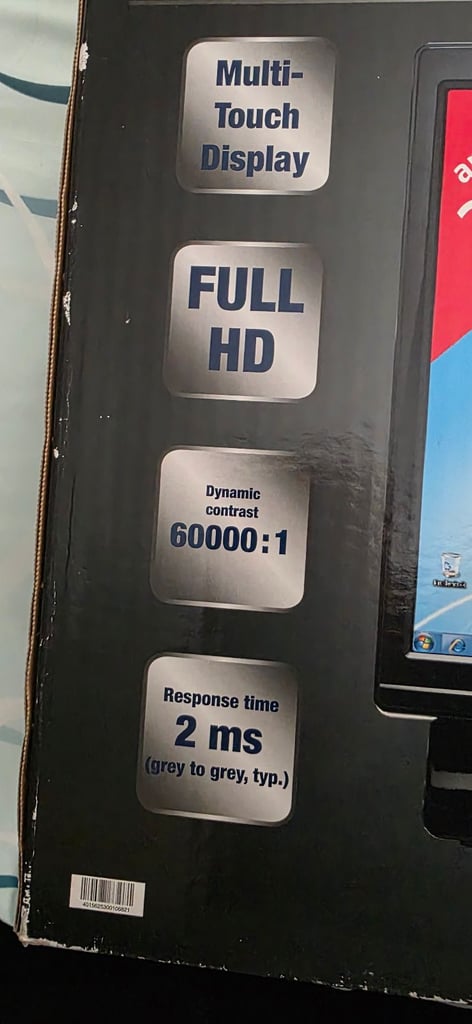 Multi-
Touch
Display
FULL
HD
Dynamic
contrast
60000:1
Response time
2 ms
(grey to grey, typ.)